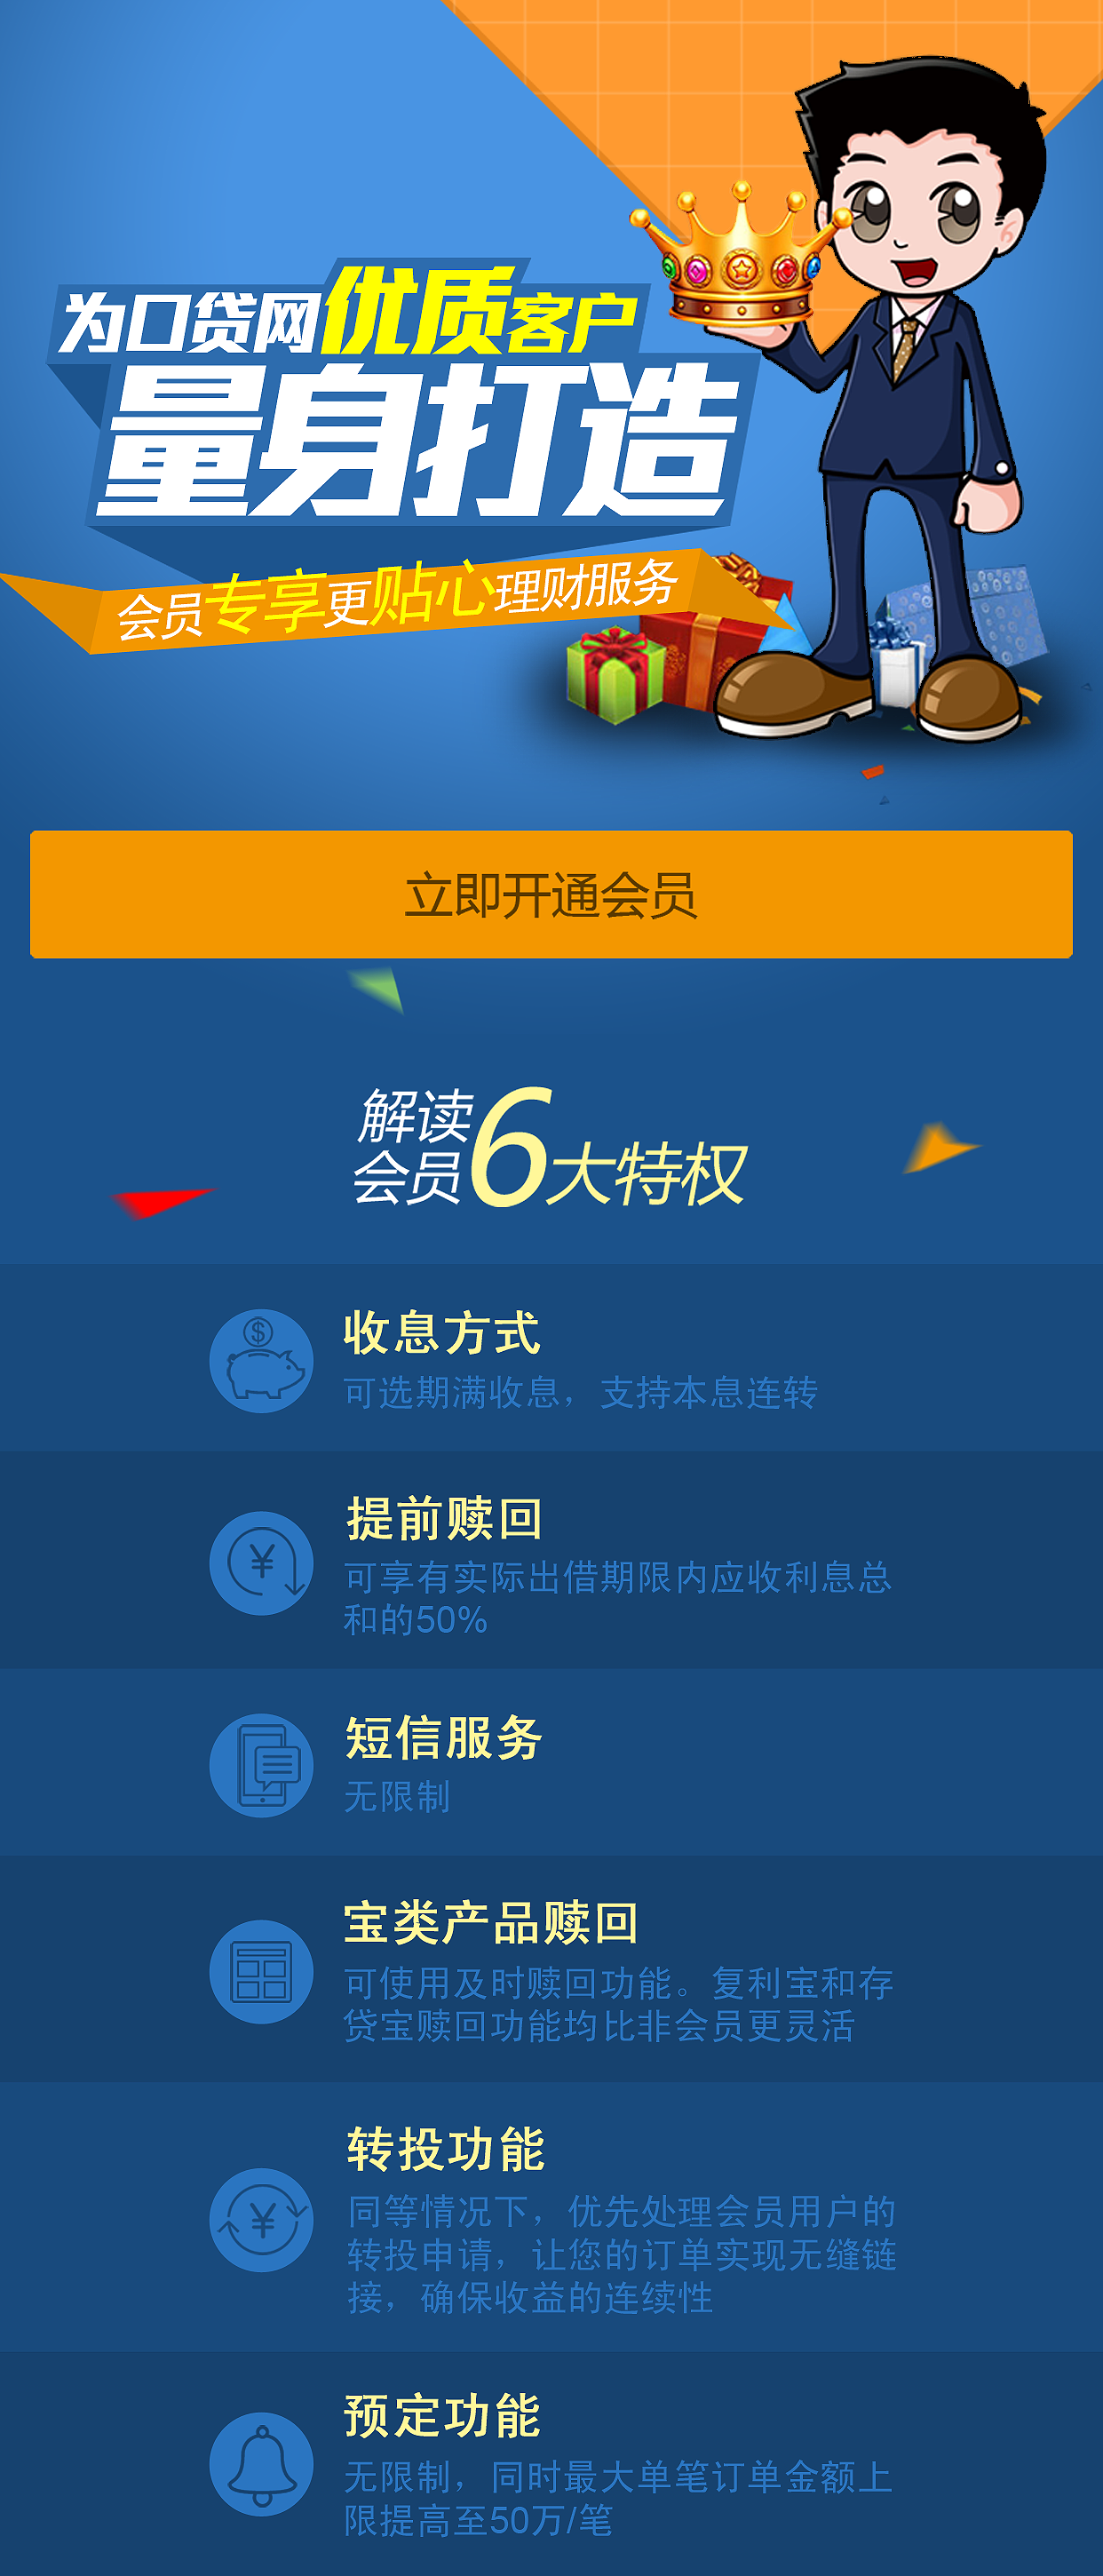 为口贷网优质客户
量身打造
会员专享更贴心理财服务
立即开通会员
解读
会员6大特权
收息方式
可选期满收息，支持本息连转
提前赎回
可享有实际出借期限内应收利息总
和的50%
短信服务
无限制
宝类产品赎回
可使用及时赎回功能。复利宝和存
贷宝赎回功能均比非会员更灵活
转投功能
同等情况下，优先处理会员用户的
转投申请，让您的订单实现无缝链
接，确保收益的连续性
预定功能
无限制，同时最大单笔订单金额上
限提高至50万/笔